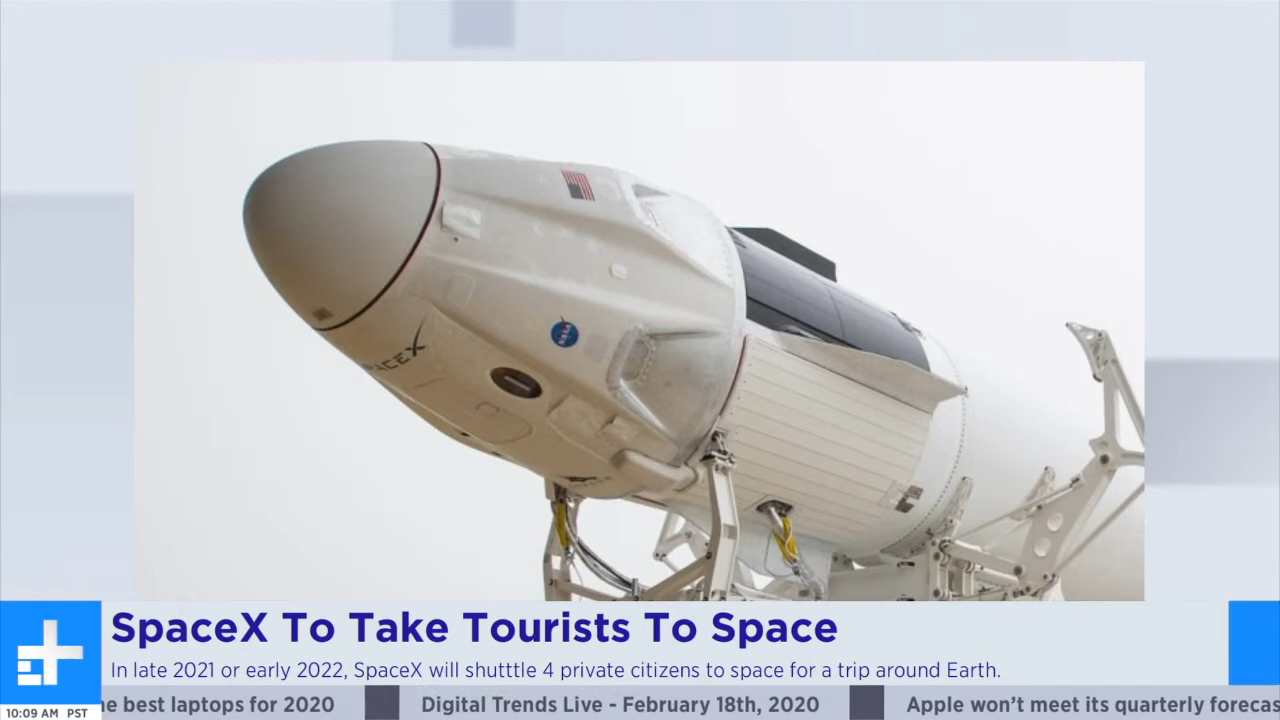 NASA
ACEX
SpaceX To Take Tourists To Space
In late 2021 or early 2022, SpaceX will shutttle 4 private citizens to space for a trip around Earth.
10:09 AM PST
e best laptops for 2020
Digital Trends Live - February 18th, 2020
Apple won't meet its quarterly forecas